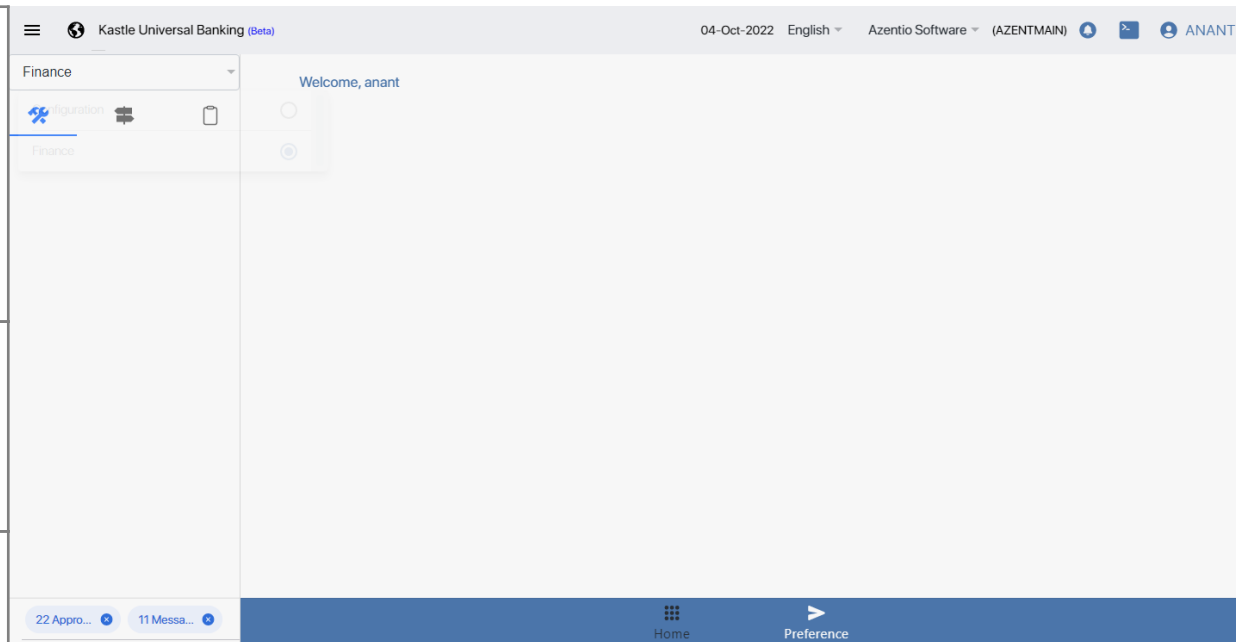 Kastle Universal Banking (Beta) 04-Oct-2022 English Azentio Software (AZENTMAIN) ANANT
Finance
Welcome, anant
Configuration
Finance
22 Appro... 11 Messa...
Home Preference